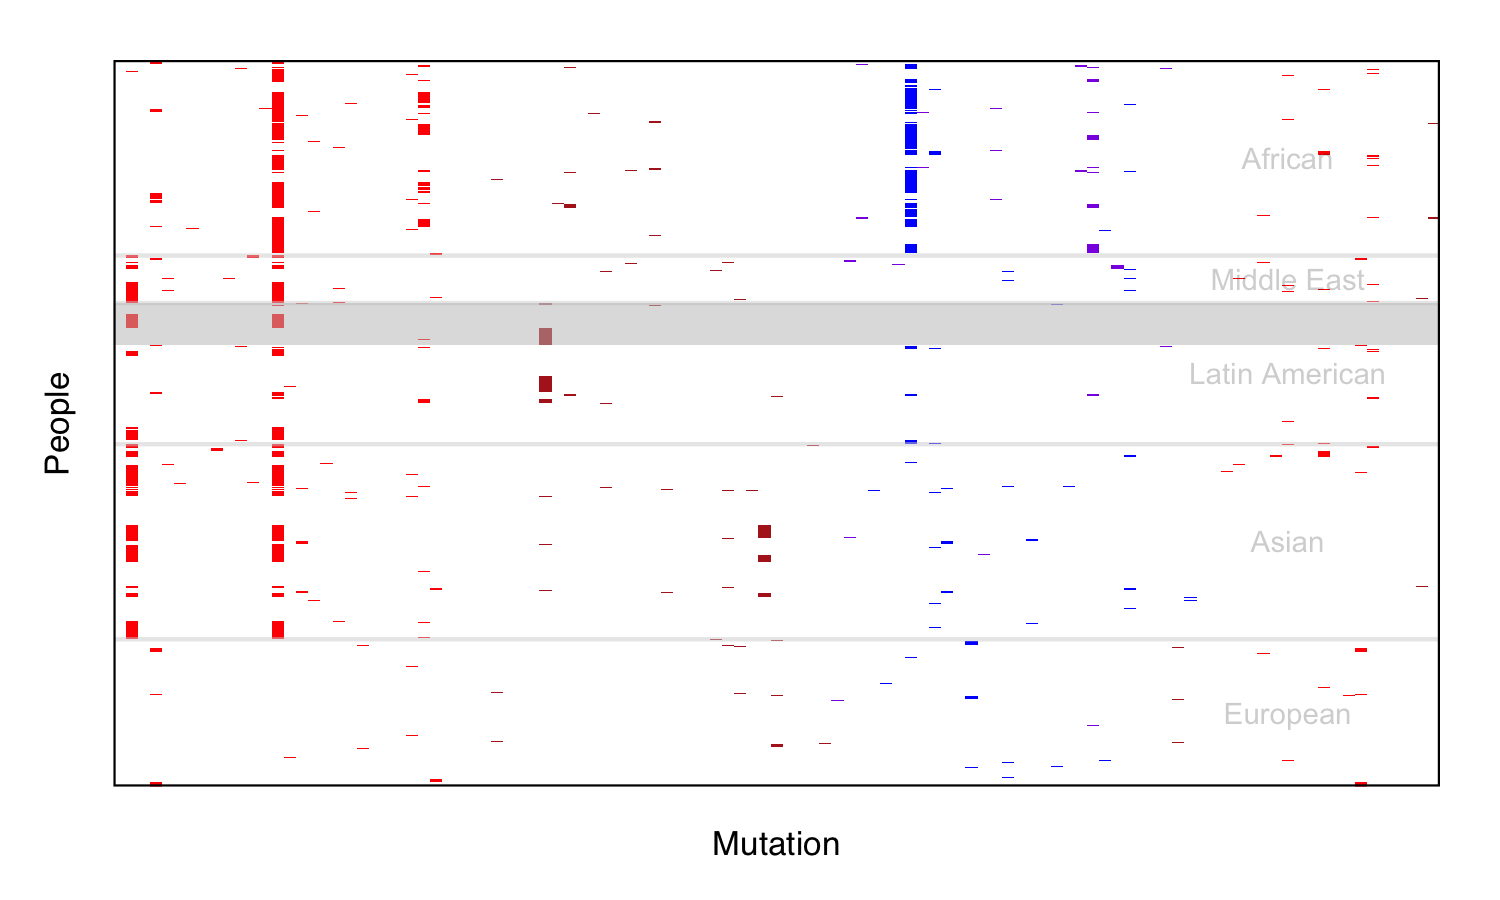 African
Middle East
Latin American
People
Asian
European
Mutation